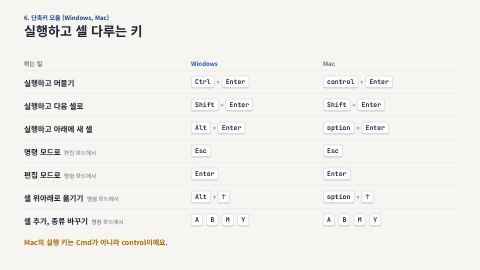 6. 단축키 모음 (Windows, Mac)
실행하고 셀 다루는 키
하는 일 Windows Mac
실행하고 머물기 Ctrl + Enter control + Enter
실행하고 다음 셀로 Shift + Enter Shift + Enter
실행하고 아래에 새 셀 Alt + Enter option + Enter
명령 모드로 편집 모드에서 Esc Esc
편집 모드로 명령 모드에서 Enter Enter
셀 위아래로 옮기기 명령 모드에서 Alt + ↑ option + ↑
셀 추가, 종류 바꾸기 명령 모드에서 A B M Y A B M Y
Mac의 실행 키는 Cmd가 아니라 control이에요.